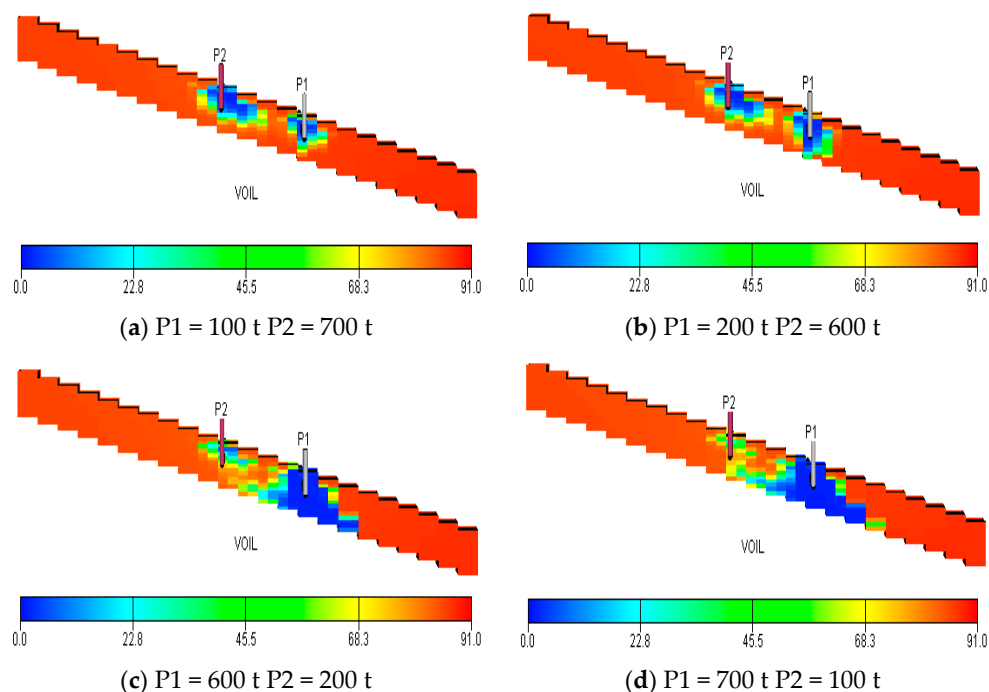 P2
P1
VOIL
0.0 22.8 45.5 68.3 91.0
(a) P1 = 100 t P2 = 700 t
P2
P1
VOIL
0.0 22.8 45.5 68.3 91.0
(b) P1 = 200 t P2 = 600 t
P2
P1
VOIL
0.0 22.8 45.5 68.3 91.0
(c) P1 = 600 t P2 = 200 t
P2
P1
VOIL
0.0 22.8 45.5 68.3 91.0
(d) P1 = 700 t P2 = 100 t